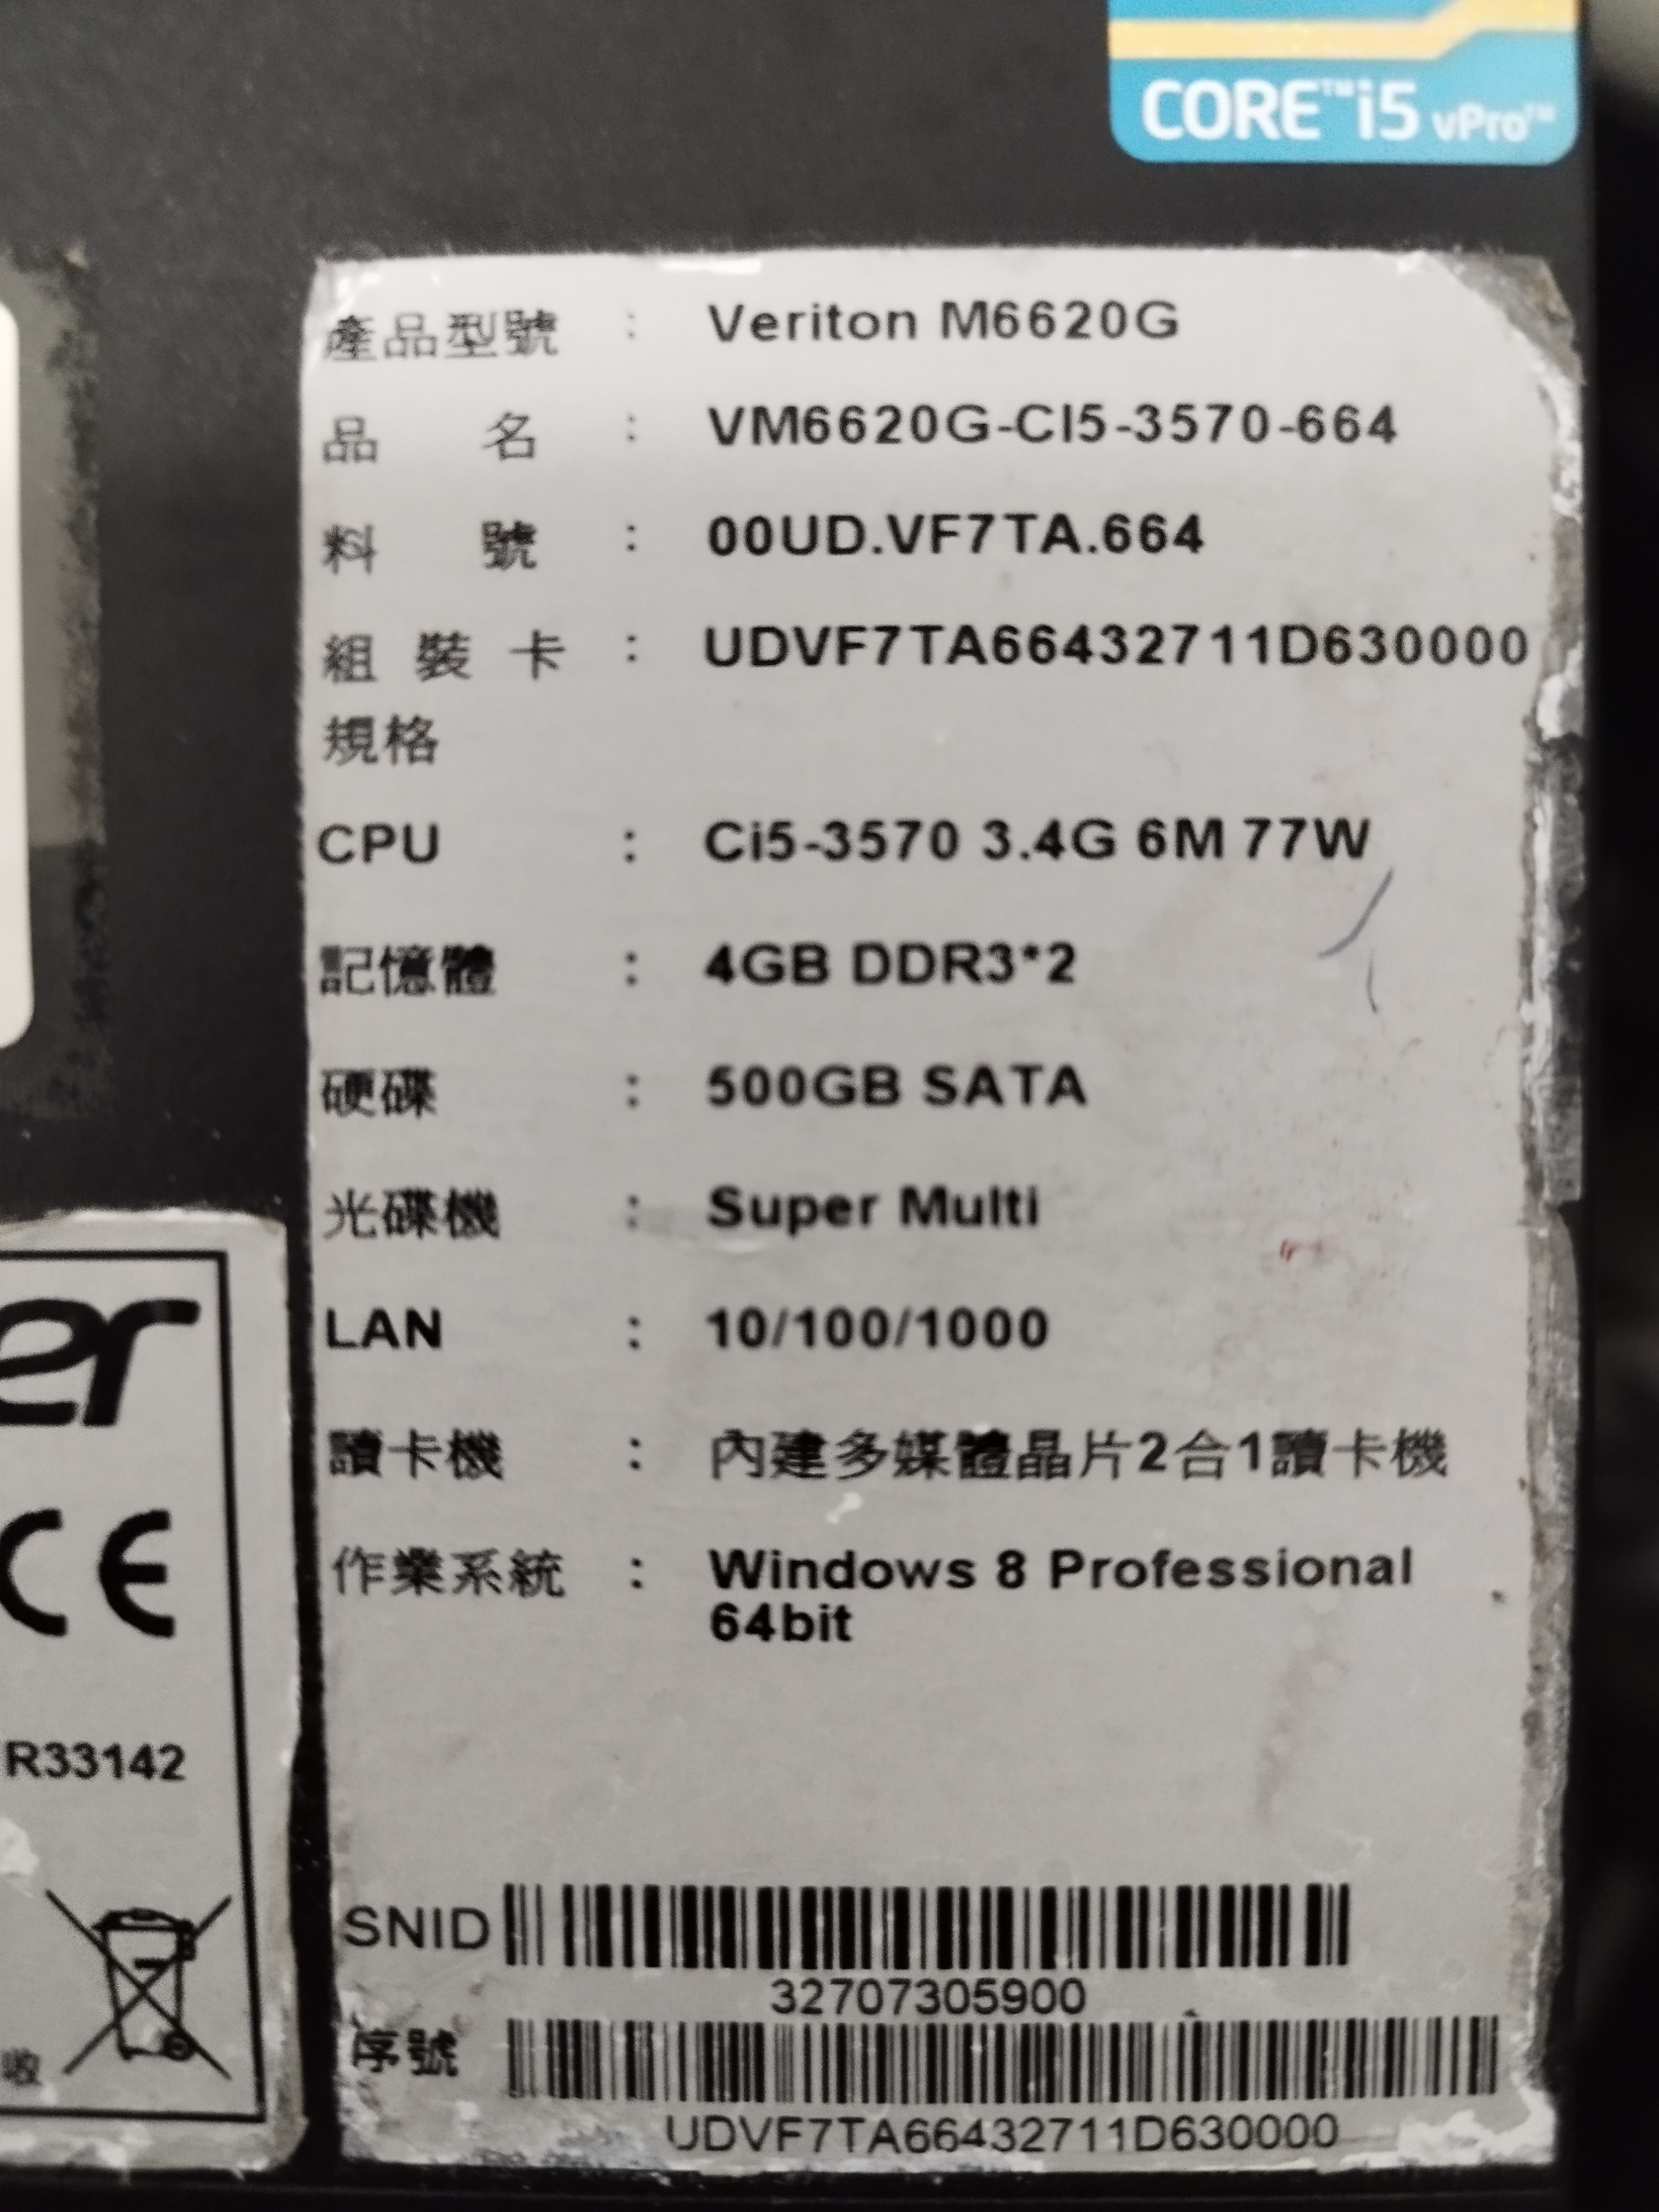 CORE™i5 vPro™
產品型號 : Veriton M6620G
品 名 : VM6620G-CI5-3570-664
料 號 : 00UD.VF7TA.664
組 裝 卡 : UDVF7TA66432711D630000
規格
CPU : Ci5-3570 3.4G 6M 77W
記憶體 : 4GB DDR3*2
硬碟 : 500GB SATA
光碟機 : Super Multi
LAN : 10/100/1000
讀卡機 : 內建多媒體晶片2合1讀卡機
作業系統 : Windows 8 Professional
64bit
SNID
32707305900
序號
UDVF7TA66432711D630000
er
CE
R33142
收